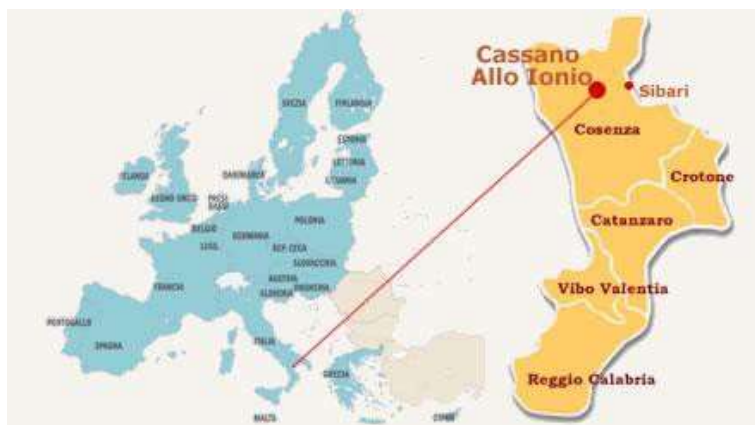 SVEZIA
FINLANDIA
ESTONIA
LETTONIA
LITUANIA
DANIMARCA
IRLANDA
REGNO UNITO
PAESI
BASSI
BELGIO
LUSS.
GERMANIA
POLONIA
REP. CECA
SLOVACCHIA
AUSTRIA
UNGHERIA
SLOVENIA
FRANCIA
PORTOGALLO
SPAGNA
ITALIA
GRECIA
MALTA
CIPRO
Cassano
Allo Ionio
Sibari
Cosenza
Crotone
Catanzaro
Vibo Valentia
Reggio Calabria